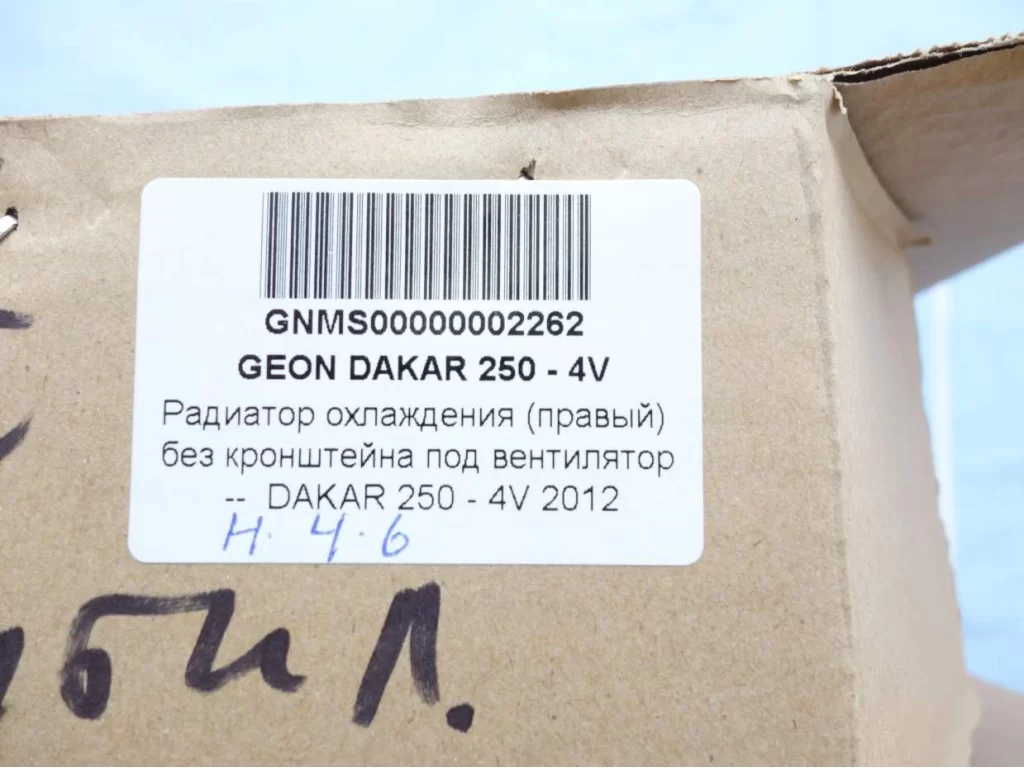 GNMS00000002262
GEON DAKAR 250 - 4V
Радиатор охлаждения (правый)
без кронштейна под вентилятор
-- DAKAR 250 - 4V 2012
Н. 4. 6